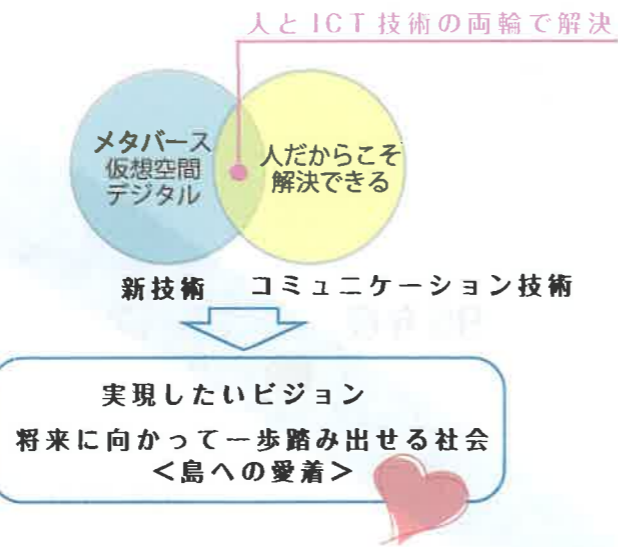 人とICT技術の両輪で解決
メタバース
仮想空間
デジタル
人だからこそ
解決できる
新技術
コミュニケーション技術
実現したいビジョン
将来に向かって一歩踏み出せる社会
<島への愛着>